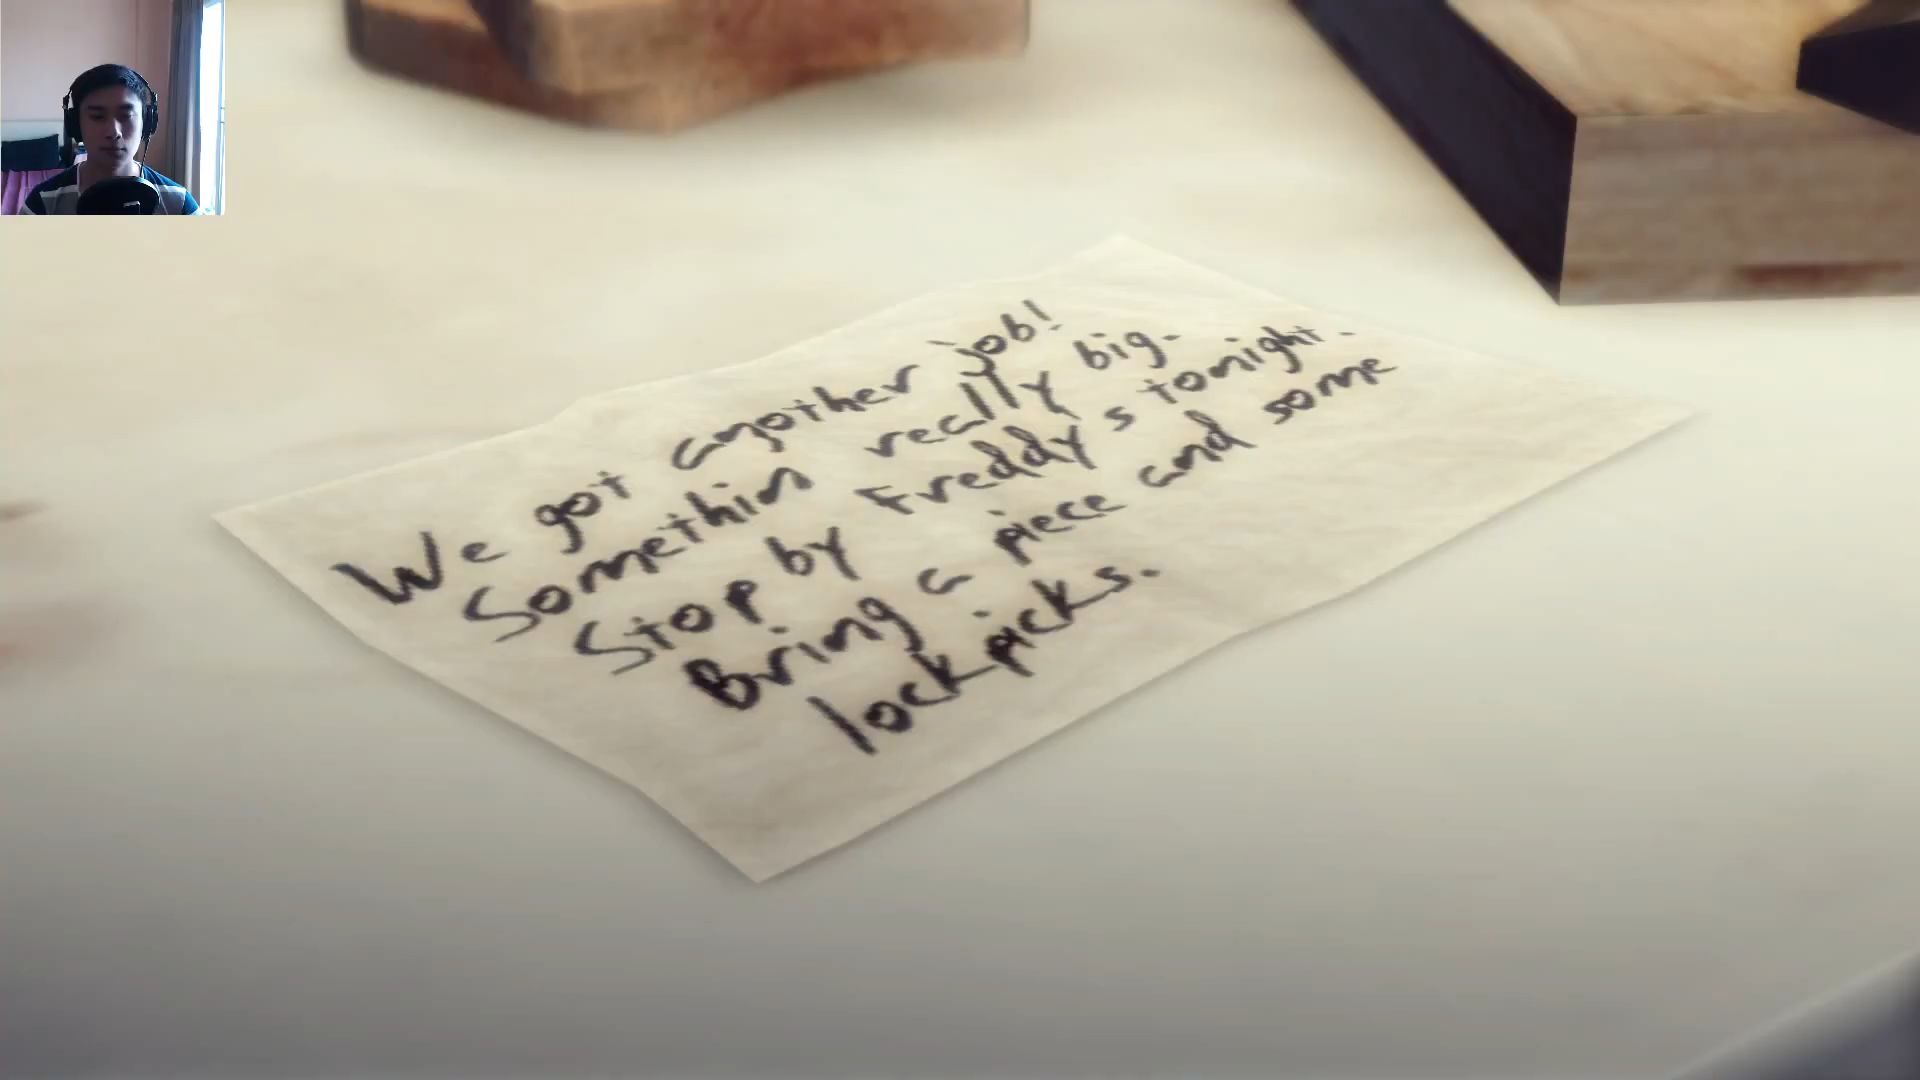 We got another job!
Somethin really big.
Stop by Freddy s tonight.
Bring a piece and some
lockpicks.